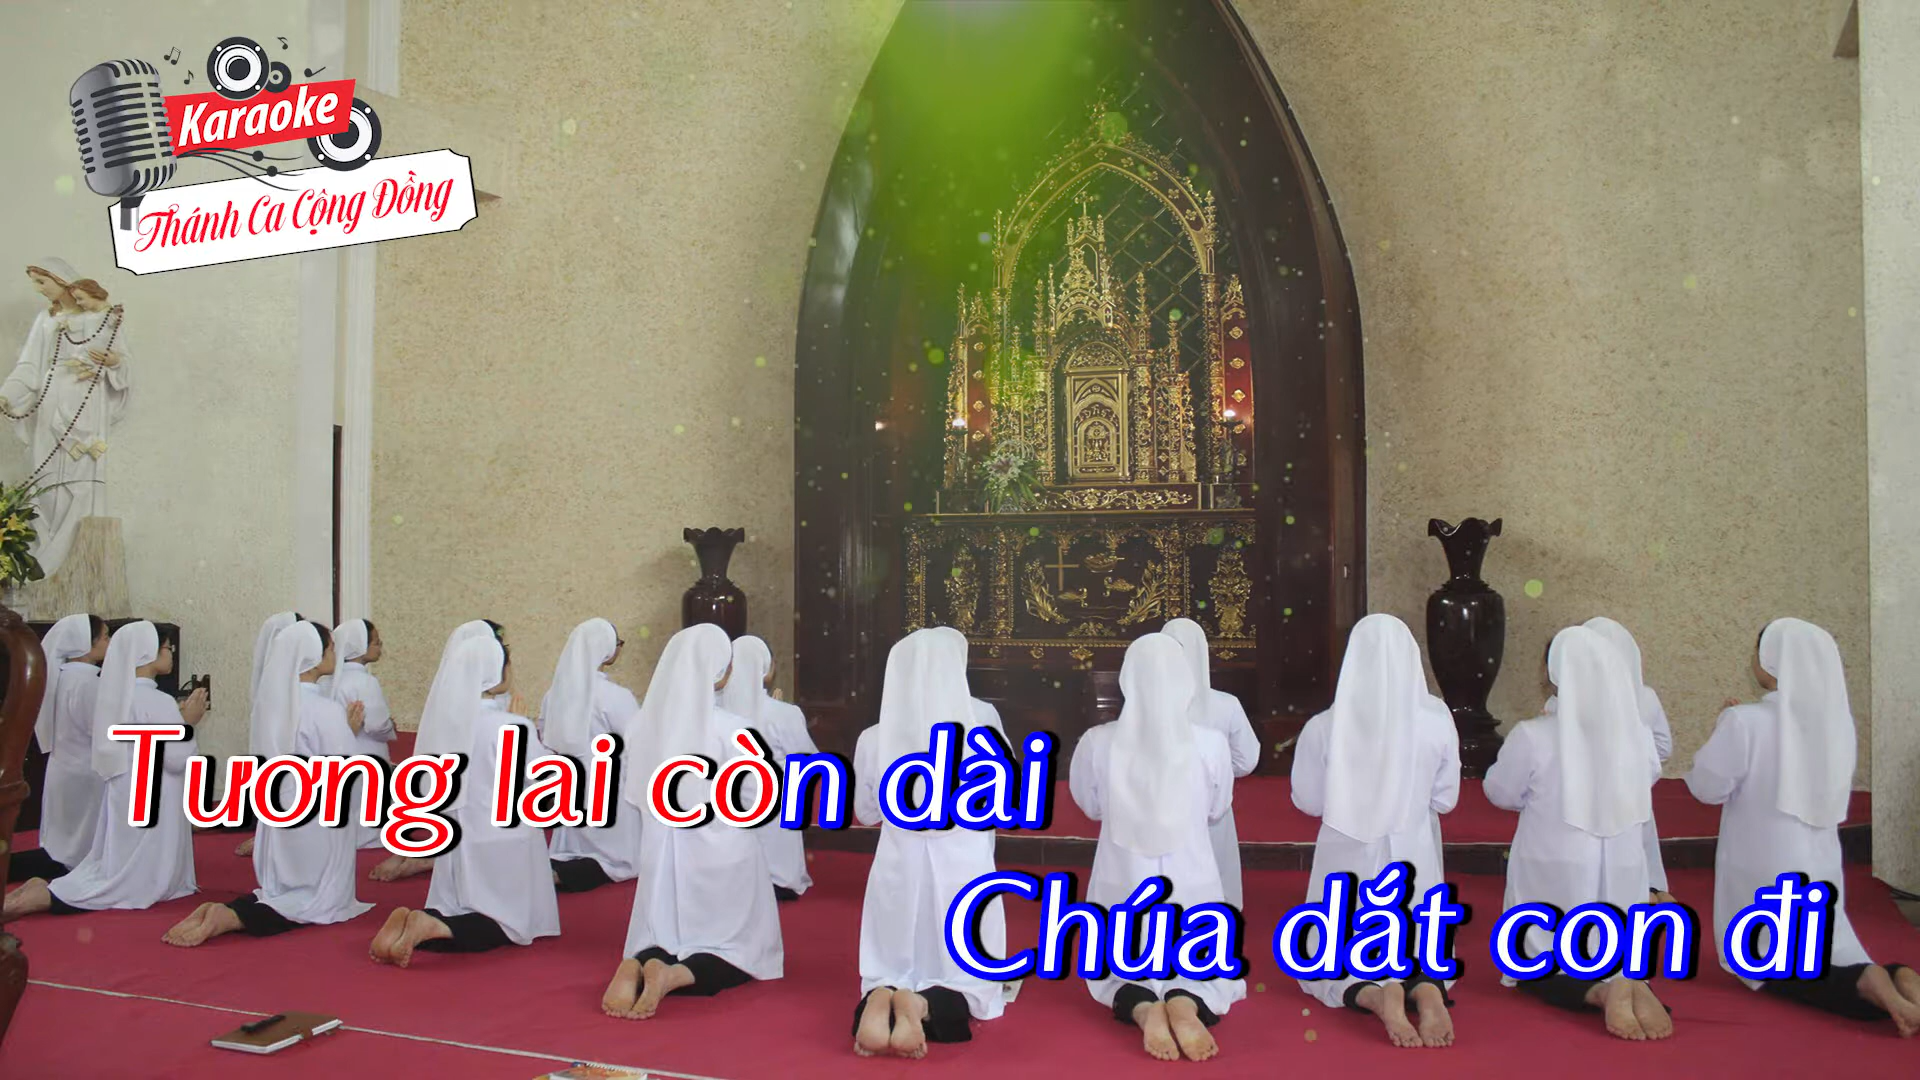 Karaoke
Thánh Ca Cộng Đồng
Tương lai còn dài
Chúa dắt con đi